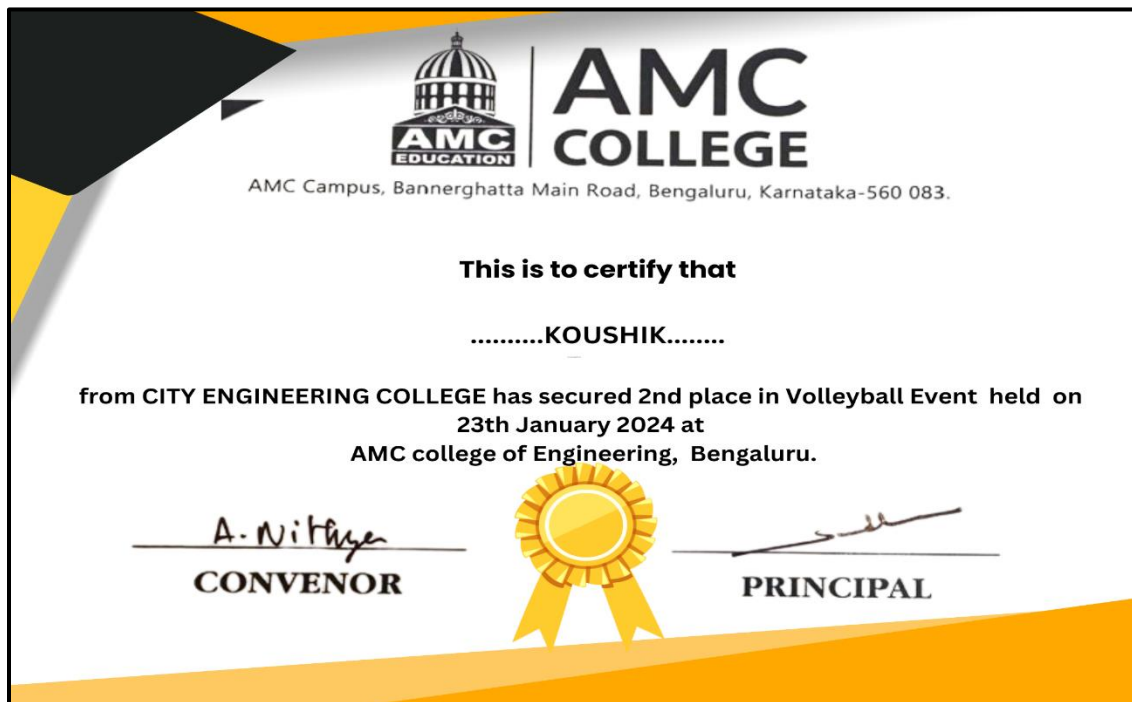 AMC
EDUCATION
AMC
COLLEGE
AMC Campus, Bannerghatta Main Road, Bengaluru, Karnataka-560 083.
This is to certify that
..........KOUSHIK........
from CITY ENGINEERING COLLEGE has secured 2nd place in Volleyball Event held on
23th January 2024 at
AMC college of Engineering, Bengaluru.
A. Nithya
CONVENOR
PRINCIPAL